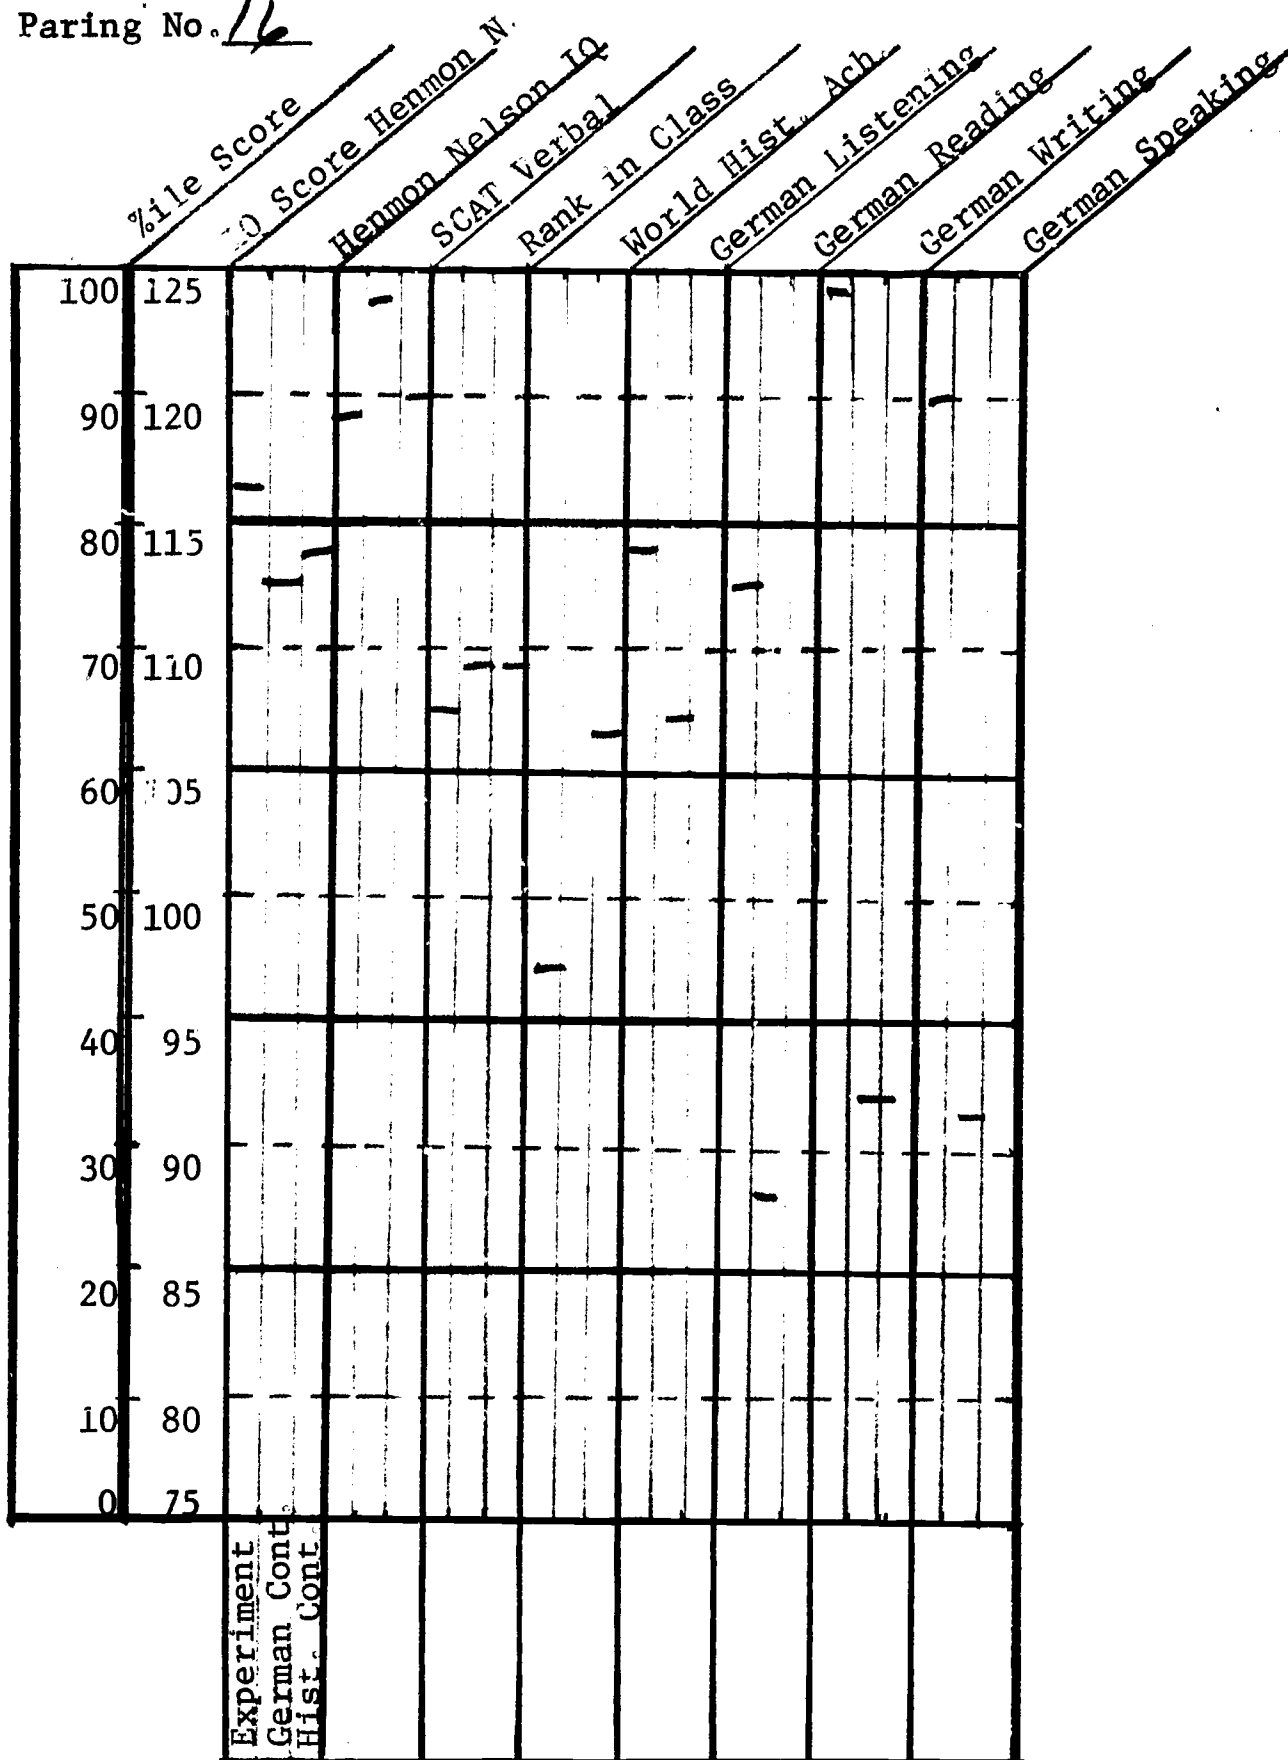 Paring No. 16
%ile Score
IQ Score Henmon N.
Henmon Nelson IQ
SCAT Verbal
Rank in Class
World Hist. Ach.
German Listening
German Reading
German Writing
German Speaking
100 125
90 120
80 115
70 110
60 105
50 100
40 95
30 90
20 85
10 80
0 75
Experiment
German Cont.
Hist. Cont.